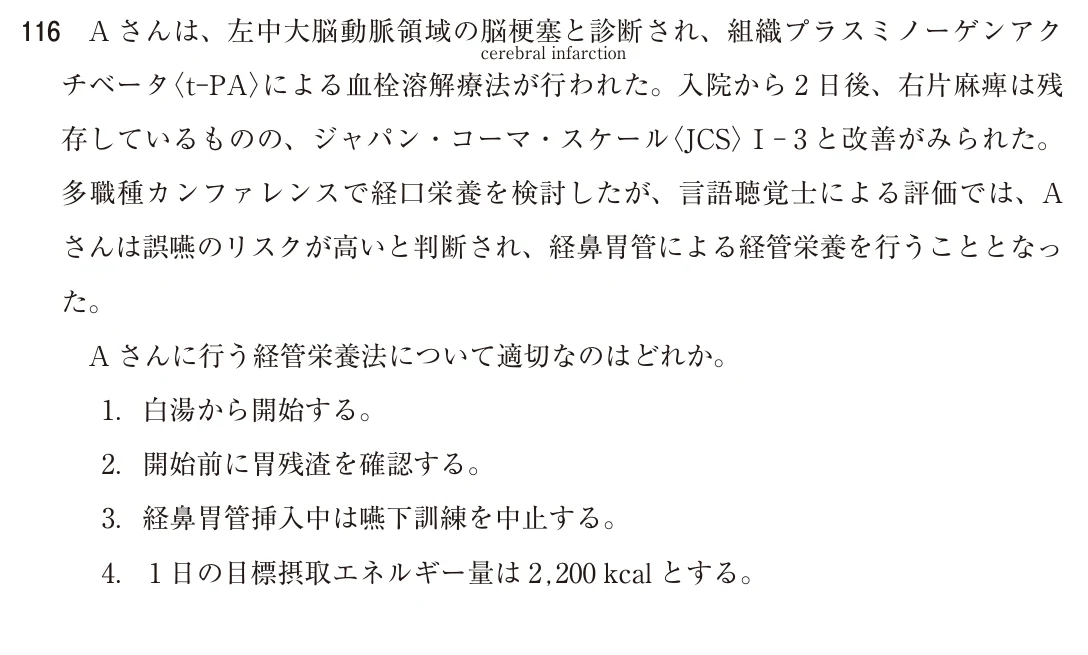 116 Aさんは、左中大脳動脈領域の脳梗塞と診断され、組織プラスミノーゲンアク
cerebral infarction
チベータ〈t-PA〉による血栓溶解療法が行われた。入院から2日後、右片麻痺は残
存しているものの、ジャパン・コーマ・スケール〈JCS〉Ⅰ-3と改善がみられた。
多職種カンファレンスで経口栄養を検討したが、言語聴覚士による評価では、A
さんは誤嚥のリスクが高いと判断され、経鼻胃管による経管栄養を行うこととなっ
た。
Aさんに行う経管栄養法について適切なのはどれか。
1. 白湯から開始する。
2. 開始前に胃残渣を確認する。
3. 経鼻胃管挿入中は嚥下訓練を中止する。
4. 1日の目標摂取エネルギー量は2,200 kcalとする。